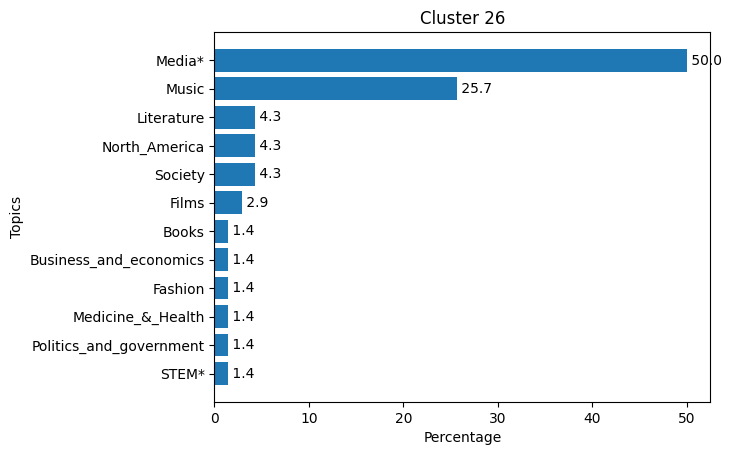 Cluster 26
Topics
Media* 50.0
Music 25.7
Literature 4.3
North_America 4.3
Society 4.3
Films 2.9
Books 1.4
Business_and_economics 1.4
Fashion 1.4
Medicine_&_Health 1.4
Politics_and_government 1.4
STEM* 1.4
0 10 20 30 40 50
Percentage